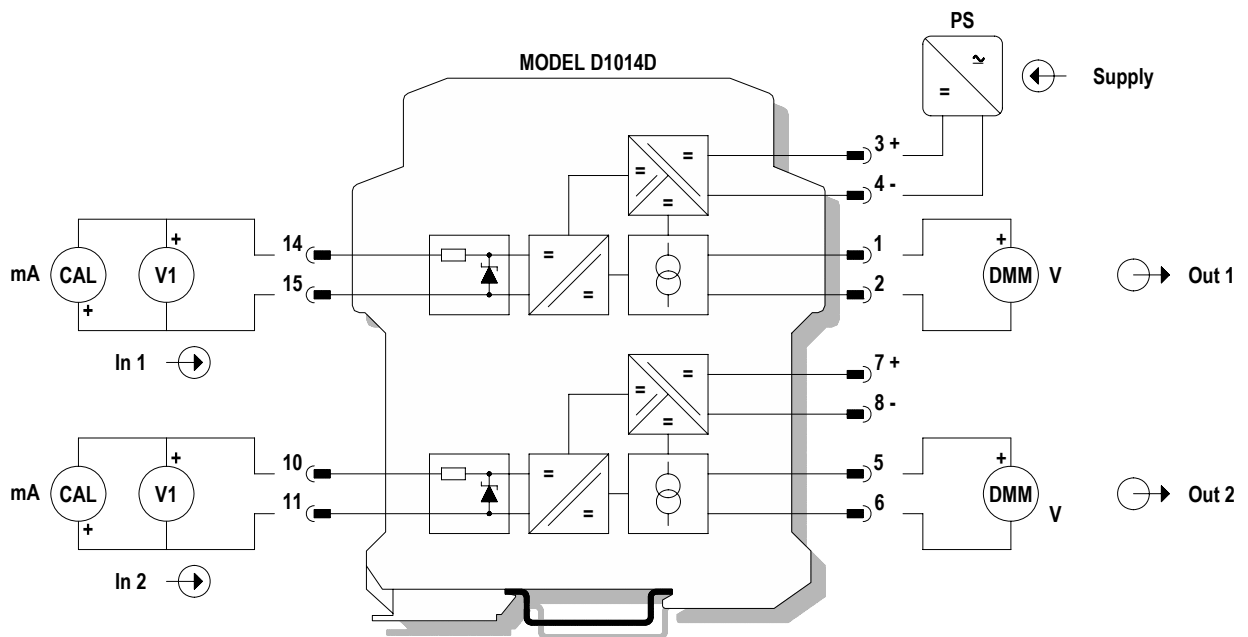 PS
MODEL D1014D
=
Supply
3 +
4 -
= = =
14
1
mA CAL + V1 +
15
= =
2
+ DMM V
Out 1
In 1
7 +
= = =
8 -
10
5
mA CAL + V1 +
11
= =
6
+ DMM V
Out 2
In 2